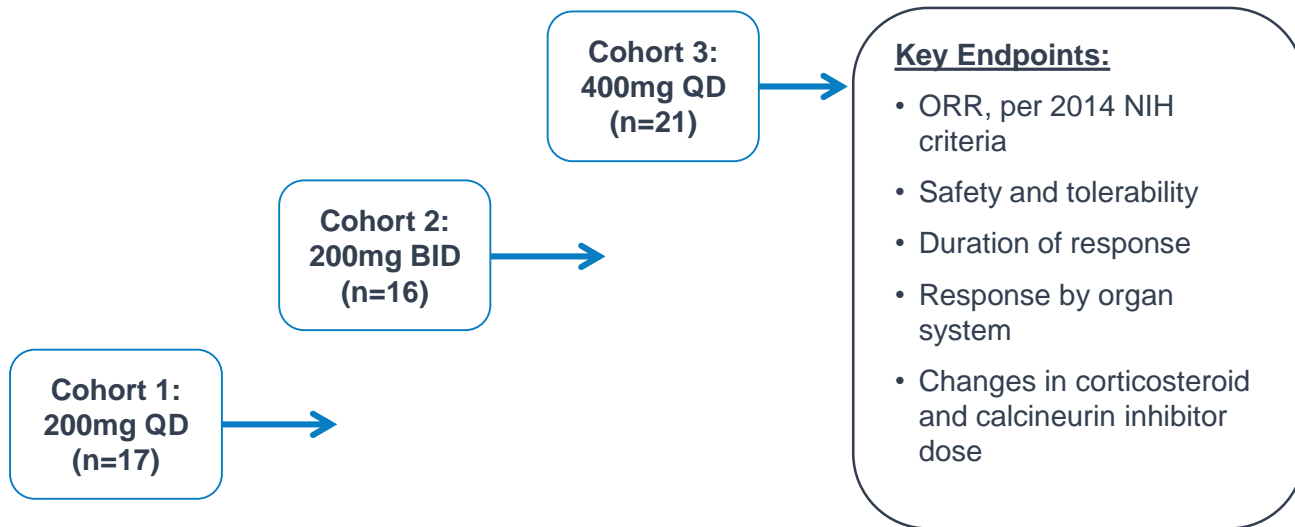 Cohort 3:
400mg QD
(n=21)
Cohort 2:
200mg BID
(n=16)
Cohort 1:
200mg QD
(n=17)
Key Endpoints:
• ORR, per 2014 NIH
criteria
• Safety and tolerability
• Duration of response
• Response by organ
system
• Changes in corticosteroid
and calcineurin inhibitor
dose